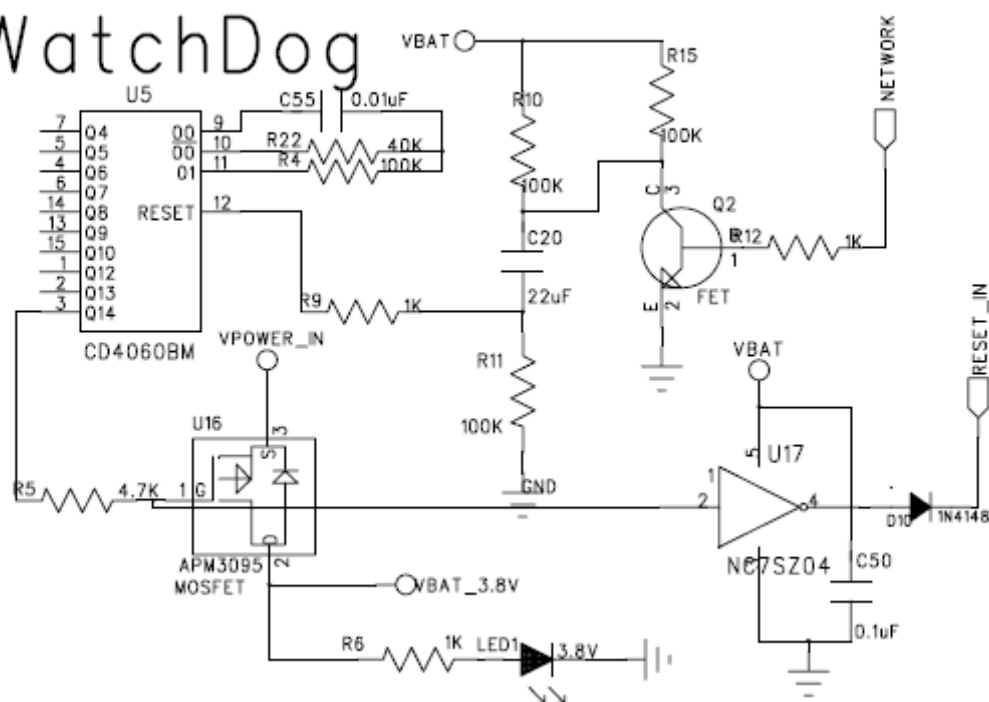 WatchDog
VBAT
R15
NETWORK
U5
C55 0.01uF
R10
7 Q4 9
5 Q5 OO 10 R22 40K
4 Q6 OO 11 R4 100K
6 Q7 O1
14 Q8 RESET 12
13 Q9
15 Q10
1 Q12
2 Q13
3 Q14
CD4060BM
100K
100K
C 3
Q2
B R12 1K
1
FET
E 2
C20
22uF
R9 1K
VPOWER_IN
R11
100K
GND
VBAT
RESET_IN
U16
3
S
R5 4.7K 1 G
D
2
APM3095
MOSFET
VBAT_3.8V
R6 1K LED1 3.8V
5 U17
1
2 4
D10 1N4148
NC7SZ04
C50
0.1uF